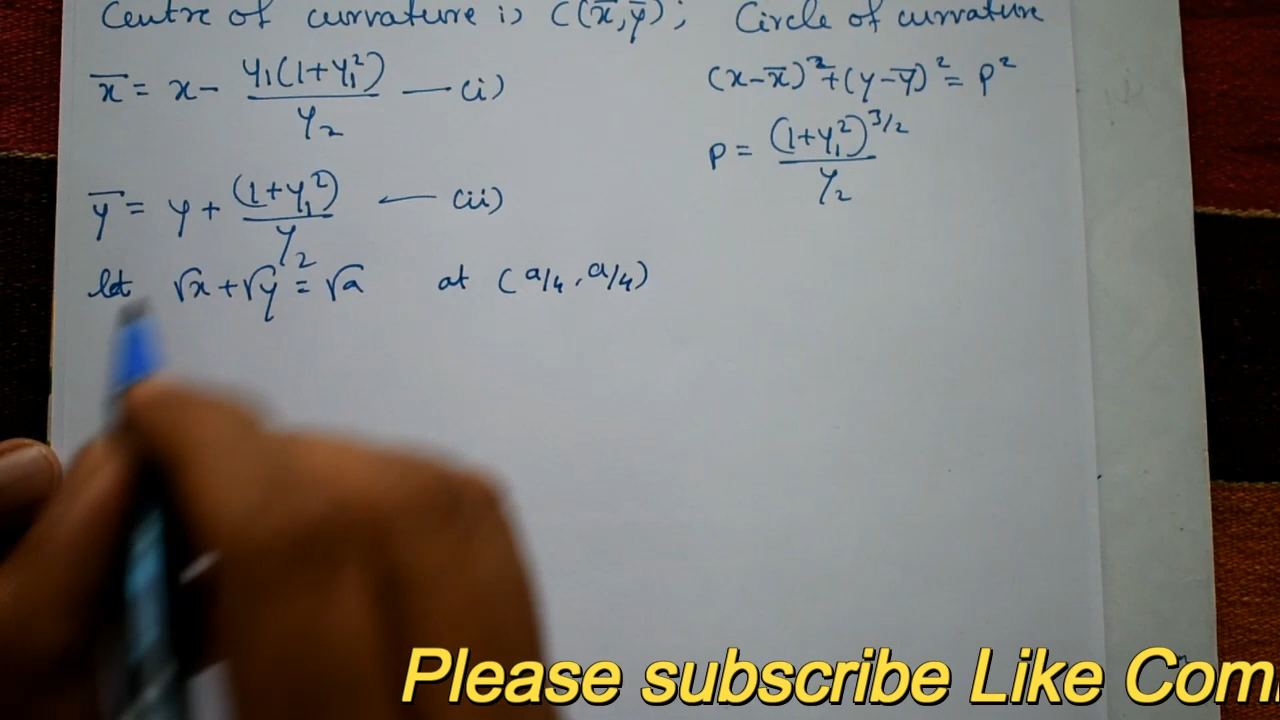 Centre of curvature is C(x̄,ȳ); Circle of curvature
x̄ = x - y₁(1+y₁²)/y₂ —(i)
(x-x̄)²+(y-ȳ)² = ρ²
ρ = (1+y₁²)^3/2 / y₂
ȳ = y + (1+y₁²)/y₂ —(ii)
let √x+√y = √a at (a/4, a/4)
Please subscribe Like Com